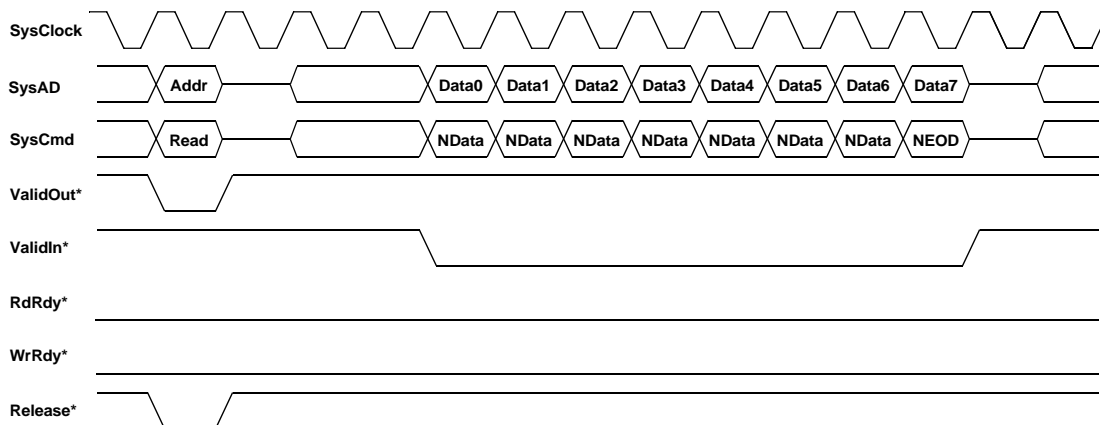 SysClock
SysAD Addr Data0 Data1 Data2 Data3 Data4 Data5 Data6 Data7
SysCmd Read NData NData NData NData NData NData NData NEOD
ValidOut*
ValidIn*
RdRdy*
WrRdy*
Release*